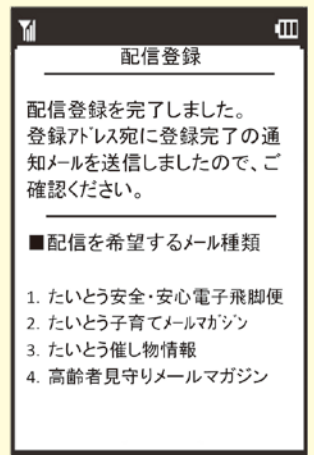 配信登録
配信登録を完了しました。
登録アドレス宛に登録完了の通
知メールを送信しましたので、ご
確認ください。
■配信を希望するメール種類
1. たいとう安全・安心電子飛脚便
2. たいとう子育てメールマガジン
3. たいとう催し物情報
4. 高齢者見守りメールマガジン